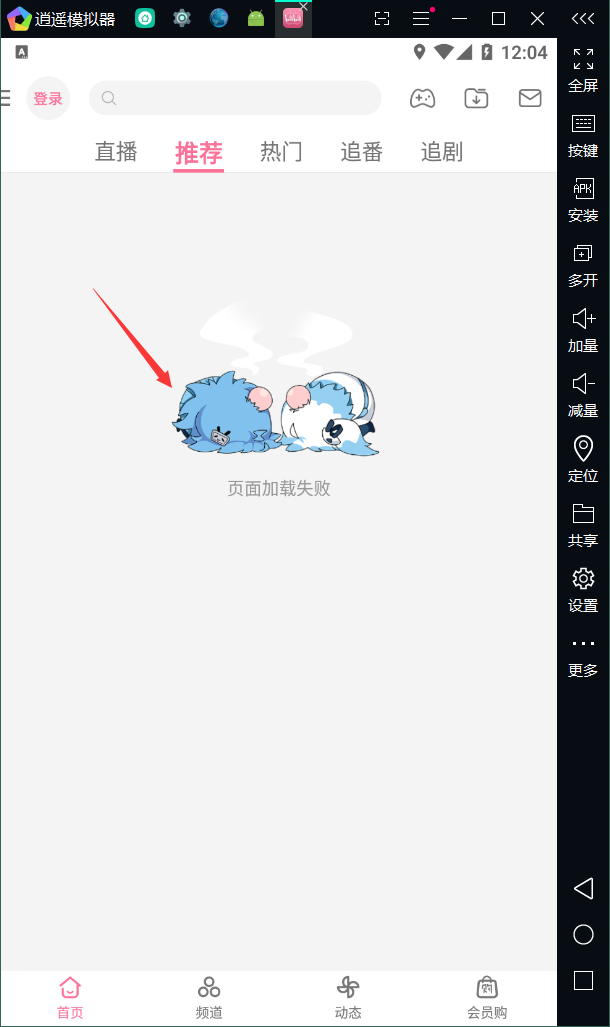 逍遥模拟器
12:04
登录
直播 推荐 热门 追番 追剧
页面加载失败
首页 频道 动态 会员购
全屏
按键
APK
安装
多开
加量
减量
定位
共享
设置
更多